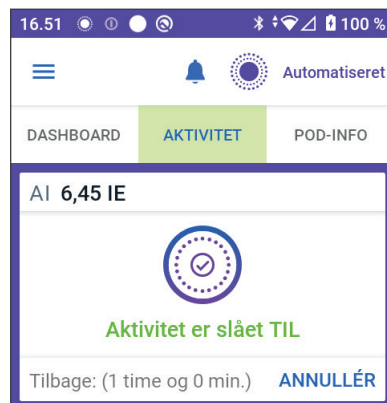 16.51 100 %
Automatiseret
DASHBOARD AKTIVITET POD-INFO
AI 6,45 IE
Aktivitet er slået TIL
Tilbage: (1 time og 0 min.) ANNULLÉR